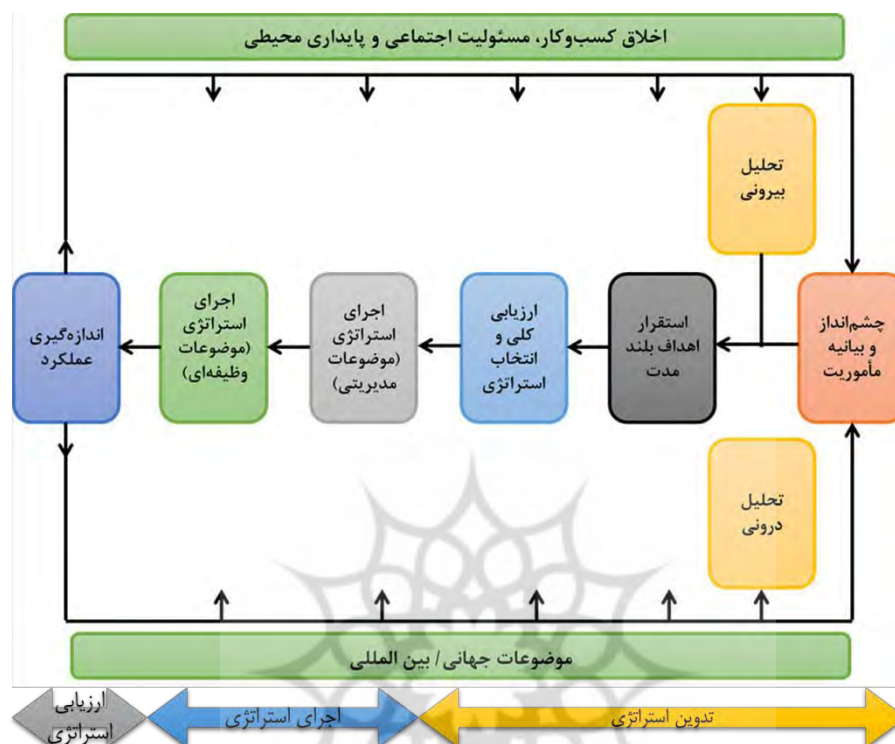 اخلاق کسب‌وکار، مسئولیت اجتماعی و پایداری محیطی
تحلیل
بیرونی
چشم‌انداز
و بیانیه
مأموریت
استقرار
اهداف بلند
مدت
ارزیابی
کلی و
انتخاب
استراتژی
اجرای
استراتژی
(موضوعات
مدیریتی)
اجرای
استراتژی
(موضوعات
وظیفه‌ای)
اندازه‌گیری
عملکرد
تحلیل
درونی
موضوعات جهانی/ بین المللی
تدوین استراتژی
اجرای استراتژی
ارزیابی
استراتژی